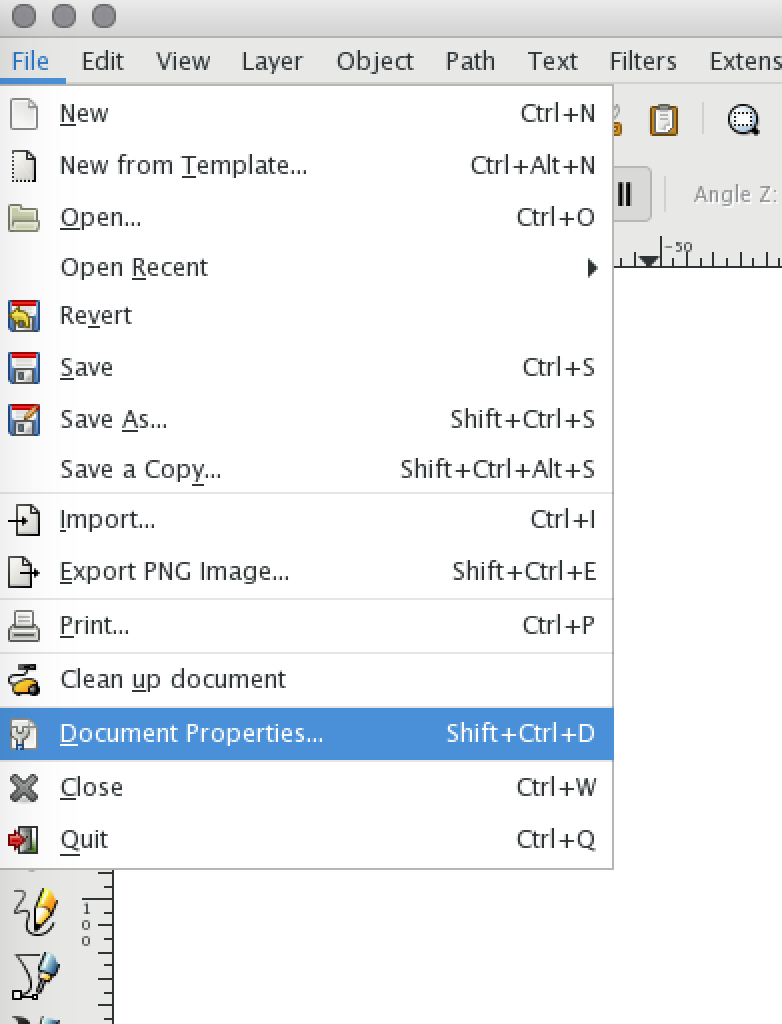 File Edit View Layer Object Path Text Filters Extens
New Ctrl+N
New from Template... Ctrl+Alt+N
Open... Ctrl+O
Open Recent
Revert
Save Ctrl+S
Save As... Shift+Ctrl+S
Save a Copy... Shift+Ctrl+Alt+S
Import... Ctrl+I
Export PNG Image... Shift+Ctrl+E
Print... Ctrl+P
Clean up document
Document Properties... Shift+Ctrl+D
Close Ctrl+W
Quit Ctrl+Q
Angle Z:
-50
100